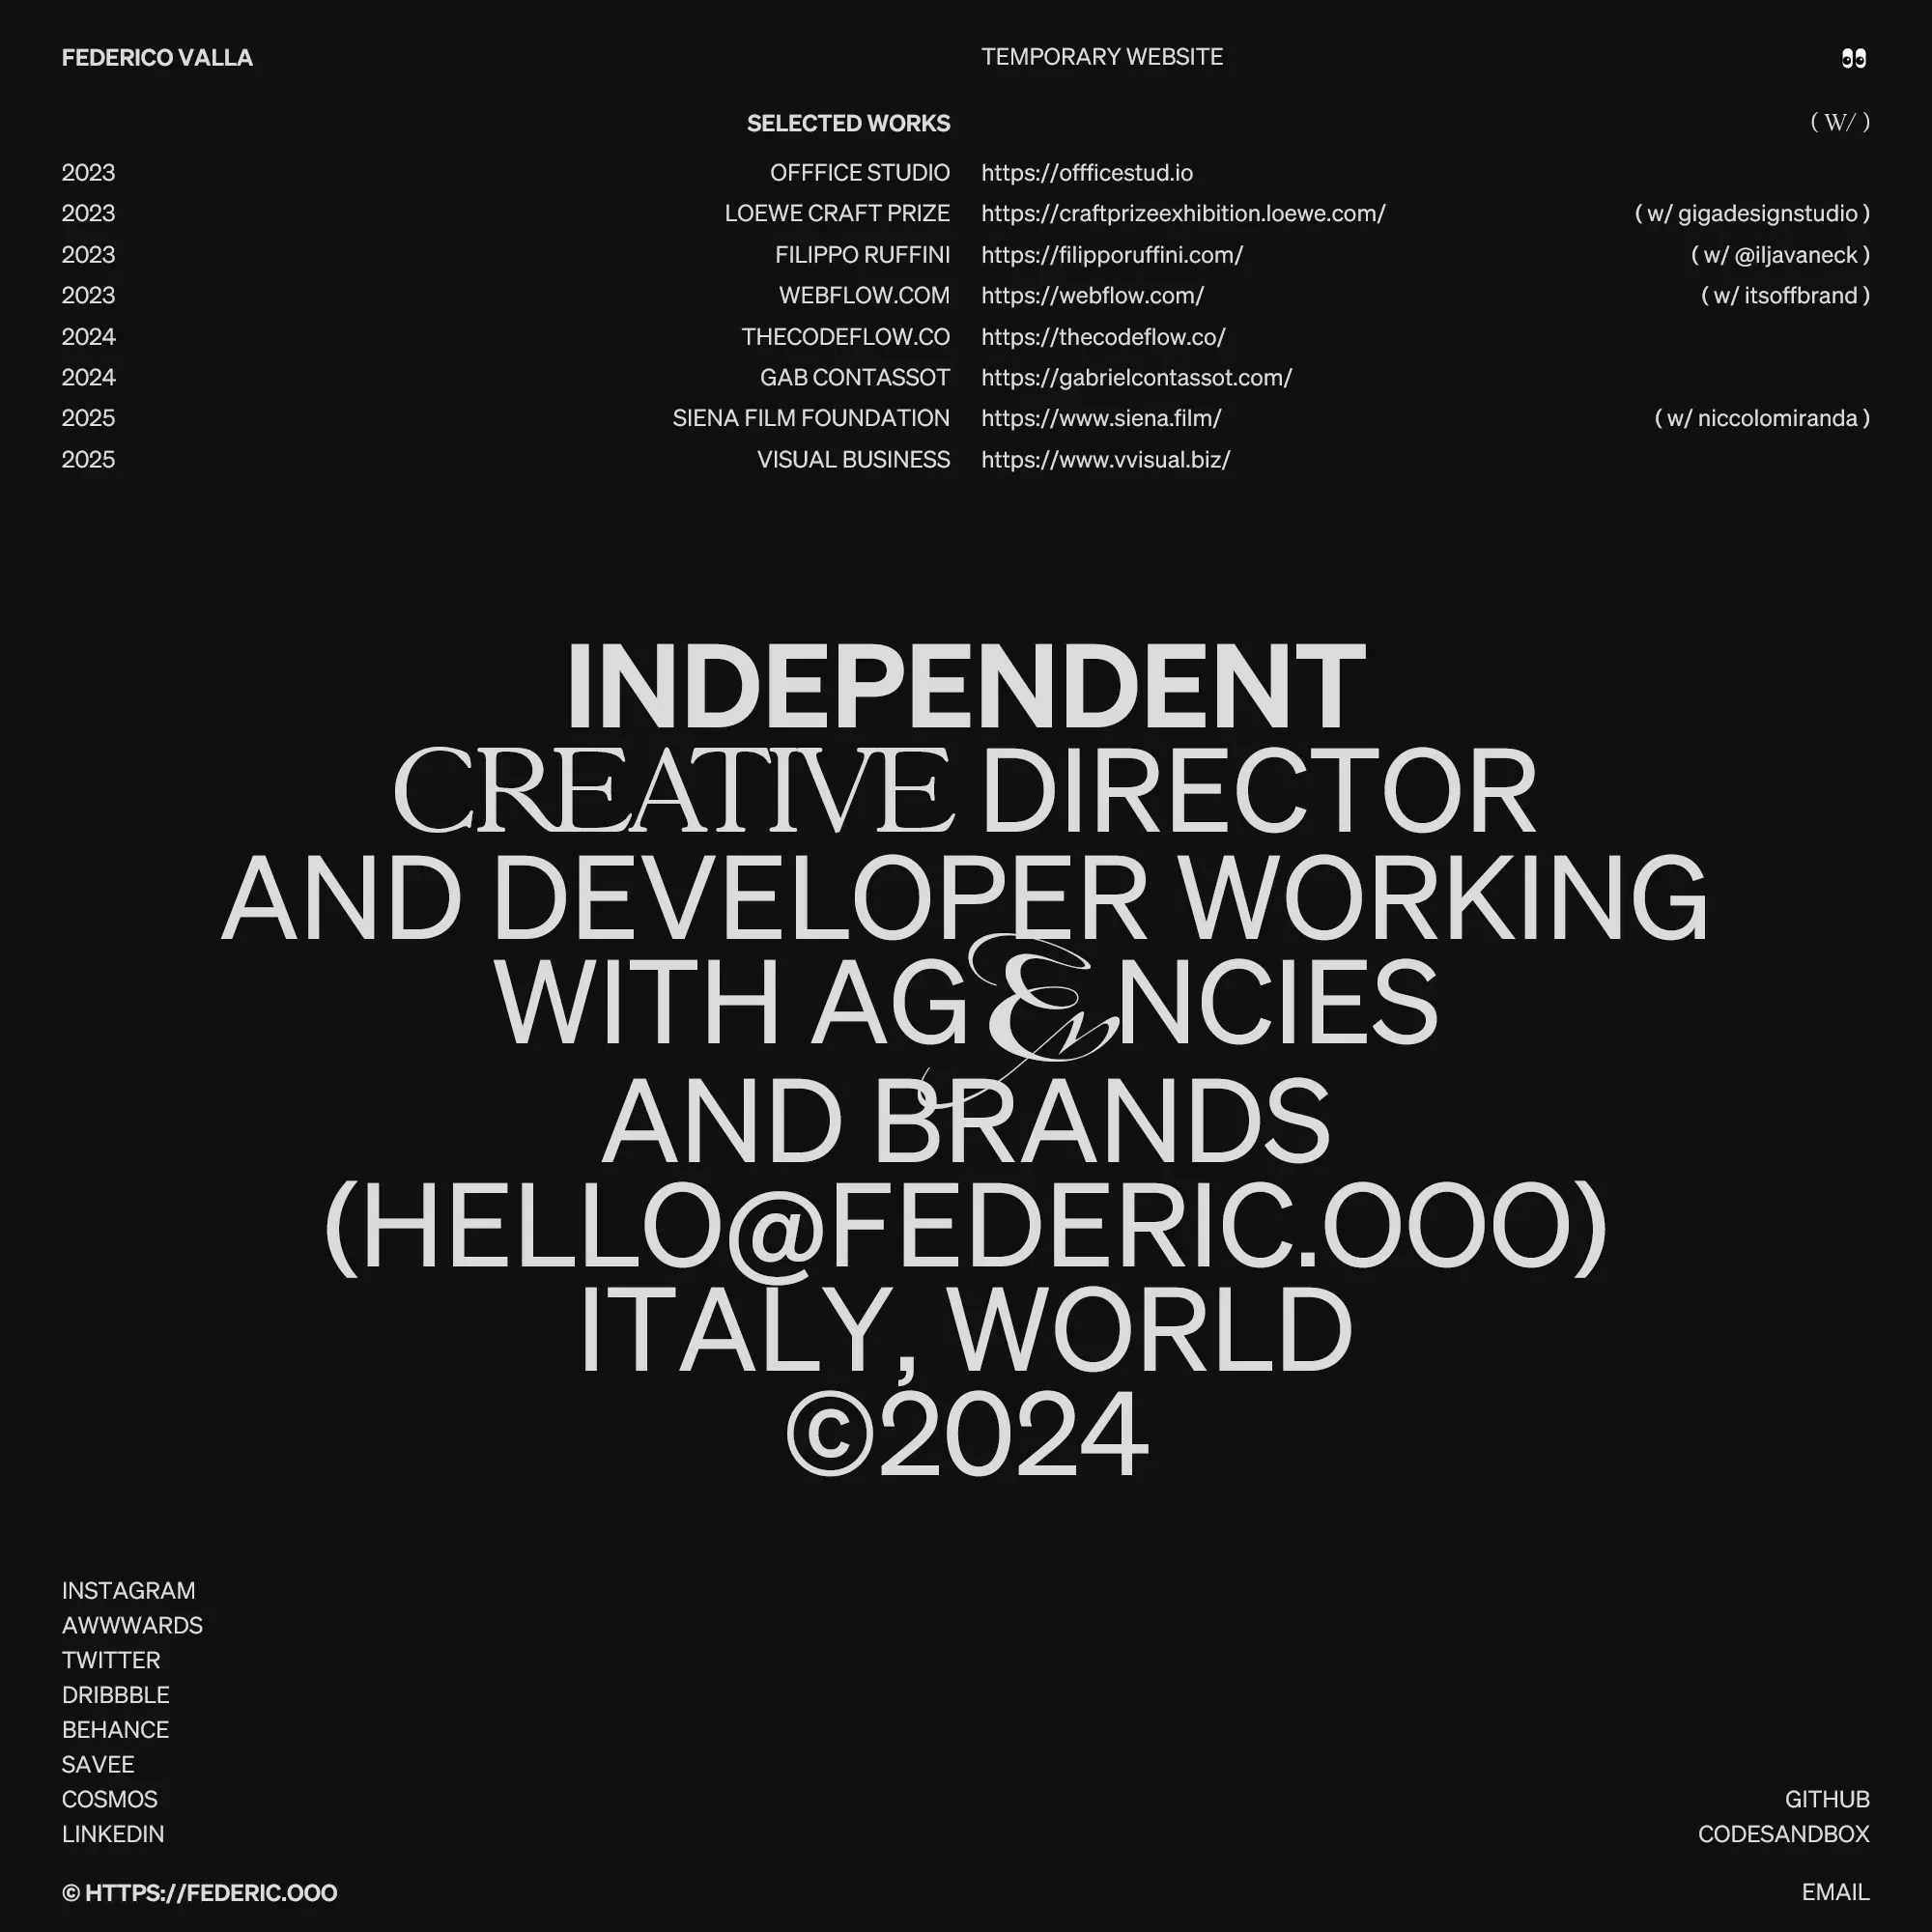 FEDERICO VALLA TEMPORARY WEBSITE
SELECTED WORKS ( W/ )
2023 OFFFICE STUDIO https://offficestud.io
2023 LOEWE CRAFT PRIZE https://craftprizeexhibition.loewe.com/ ( w/ gigadesignstudio )
2023 FILIPPO RUFFINI https://filipporuffini.com/ ( w/ @iljavaneck )
2023 WEBFLOW.COM https://webflow.com/ ( w/ itsoffbrand )
2024 THECODEFLOW.CO https://thecodeflow.co/
2024 GAB CONTASSOT https://gabrielcontassot.com/
2025 SIENA FILM FOUNDATION https://www.siena.film/ ( w/ niccolomiranda )
2025 VISUAL BUSINESS https://www.vvisual.biz/
INDEPENDENT
CREATIVE DIRECTOR
AND DEVELOPER WORKING
WITH AGENCIES
AND BRANDS
(HELLO@FEDERIC.OOO)
ITALY, WORLD
©2024
INSTAGRAM
AWWWARDS
TWITTER
DRIBBBLE
BEHANCE
SAVEE
COSMOS GITHUB
LINKEDIN CODESANDBOX
© HTTPS://FEDERIC.OOO EMAIL